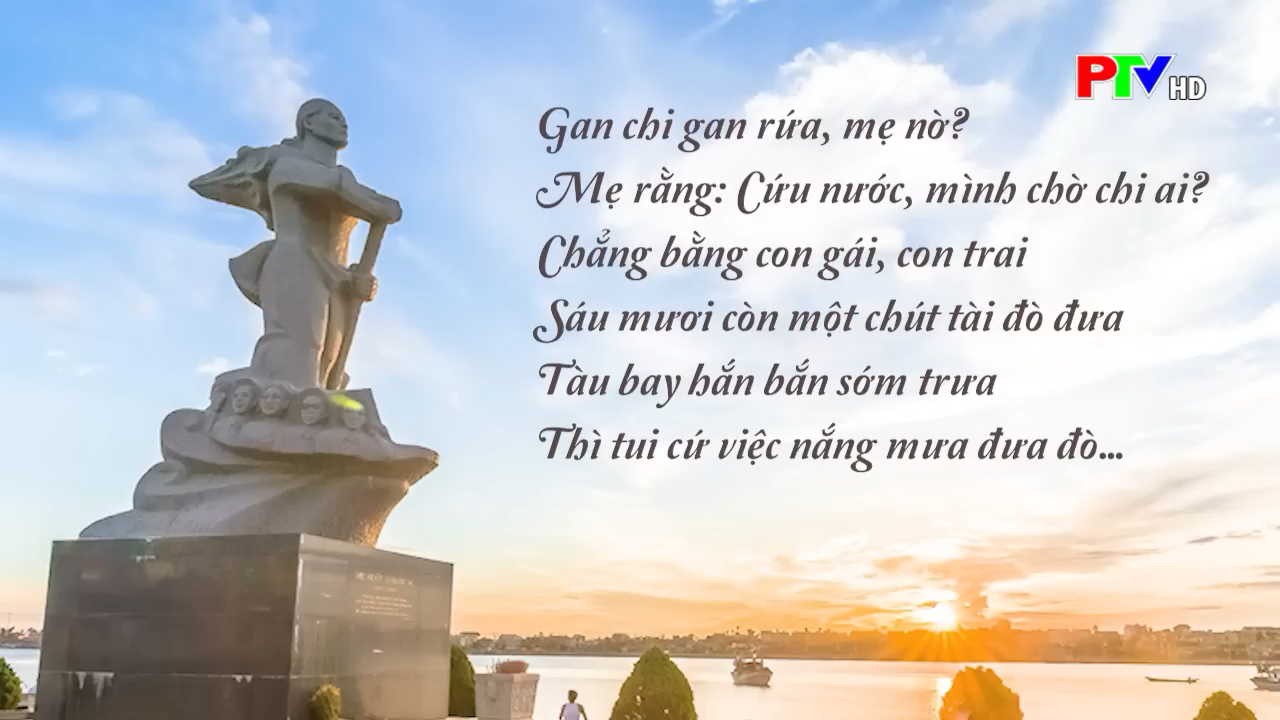 PTV HD
Gan chi gan rứa, mẹ nờ?
Mẹ rằng: Cứu nước, mình chờ chi ai?
Chẳng bằng con gái, con trai
Sáu mươi còn một chút tài đò đưa
Tàu bay hắn bắn sớm trưa
Thì tui cứ việc nắng mưa đưa đò...